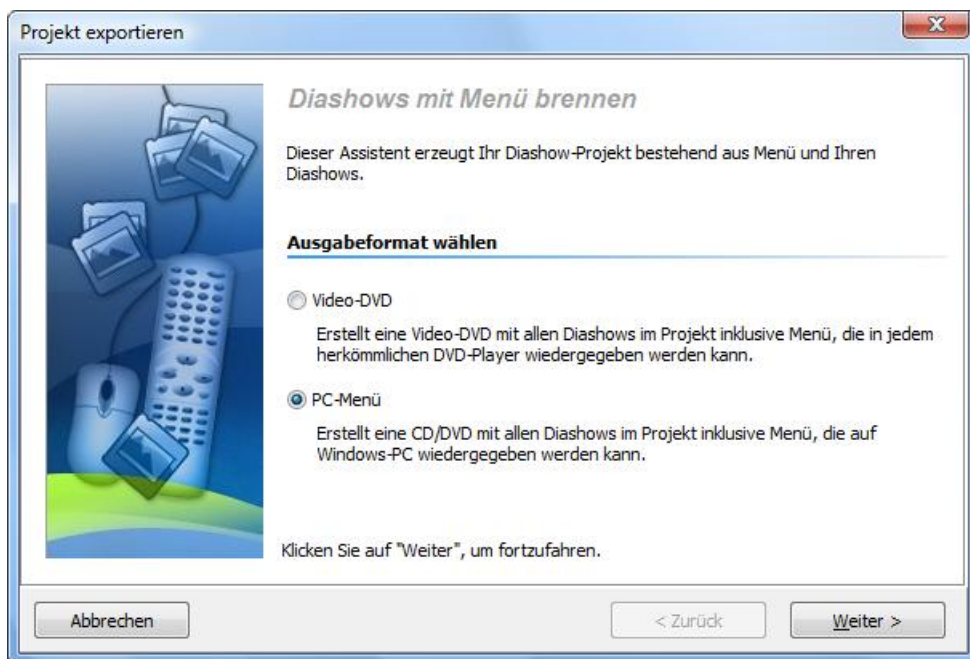 Projekt exportieren
Diashows mit Menü brennen
Dieser Assistent erzeugt Ihr Diashow-Projekt bestehend aus Menü und Ihren
Diashows.
Ausgabeformat wählen
Video-DVD
Erstellt eine Video-DVD mit allen Diashows im Projekt inklusive Menü, die in jedem
herkömmlichen DVD-Player wiedergegeben werden kann.
PC-Menü
Erstellt eine CD/DVD mit allen Diashows im Projekt inklusive Menü, die auf
Windows-PC wiedergegeben werden kann.
Klicken Sie auf "Weiter", um fortzufahren.
Abbrechen
< Zurück
Weiter >